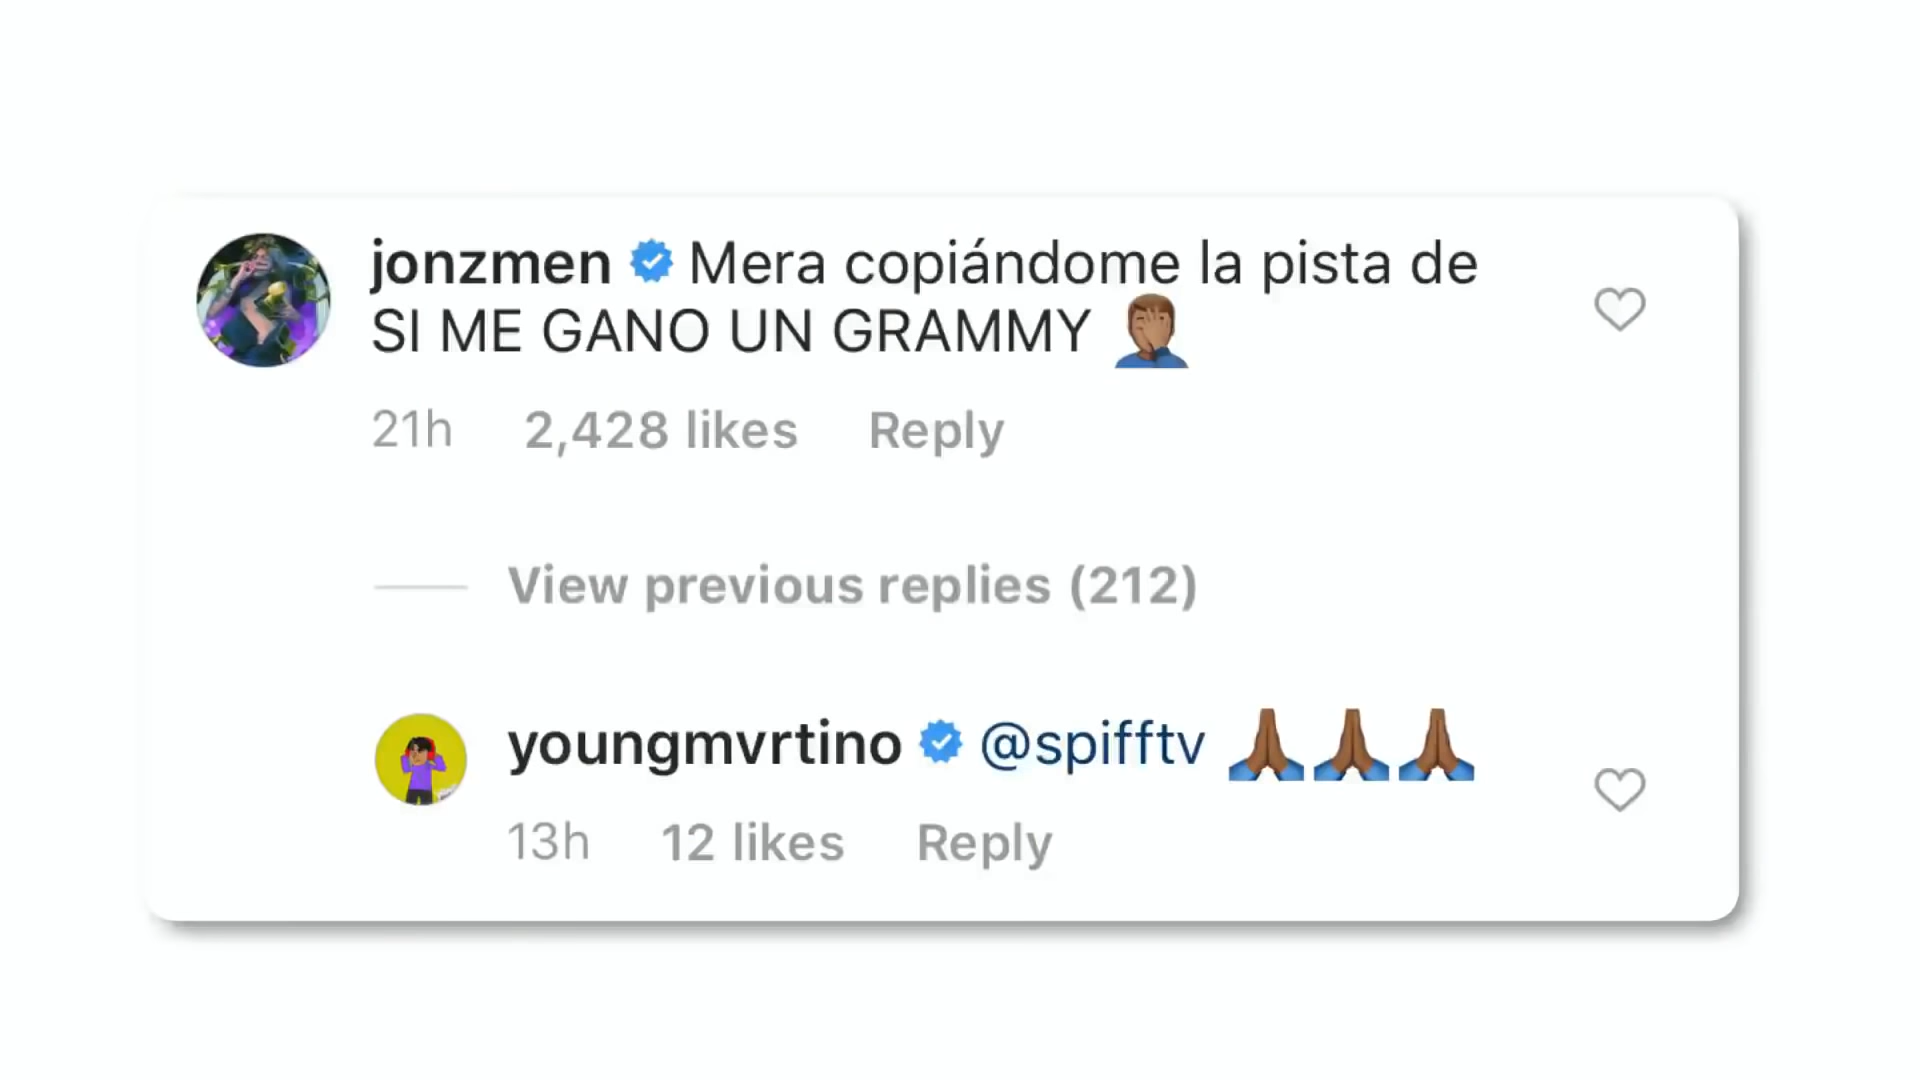 jonzmen Mera copiándome la pista de
SI ME GANO UN GRAMMY 🤦🏽‍♂️
21h 2,428 likes Reply
View previous replies (212)
youngmvrtino @spifftv 🙏🏾🙏🏾🙏🏾
13h 12 likes Reply